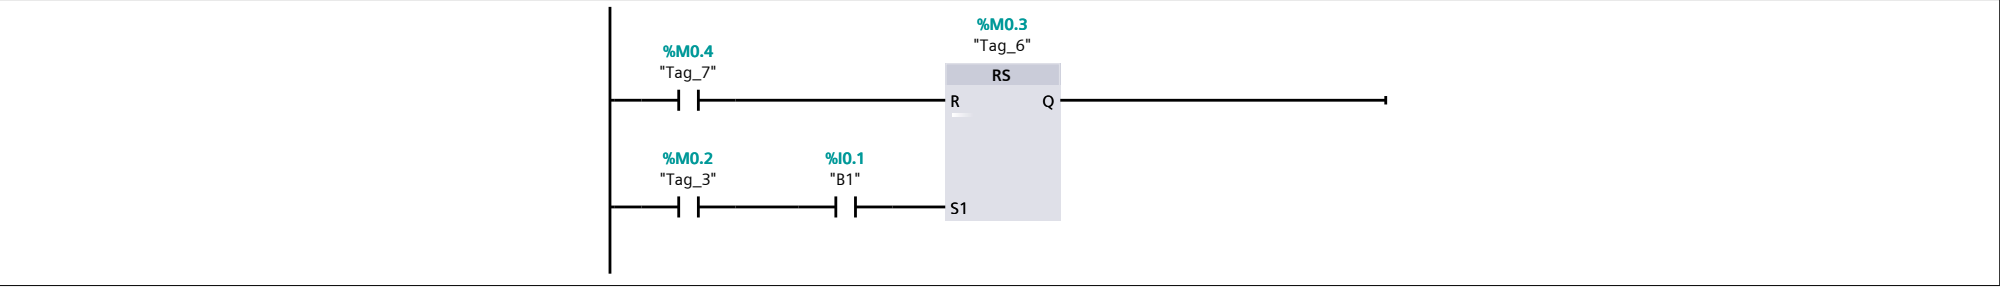 %M0.3
"Tag_6"
%M0.4
"Tag_7"
RS
R
Q
%M0.2
"Tag_3"
%I0.1
"B1"
S1